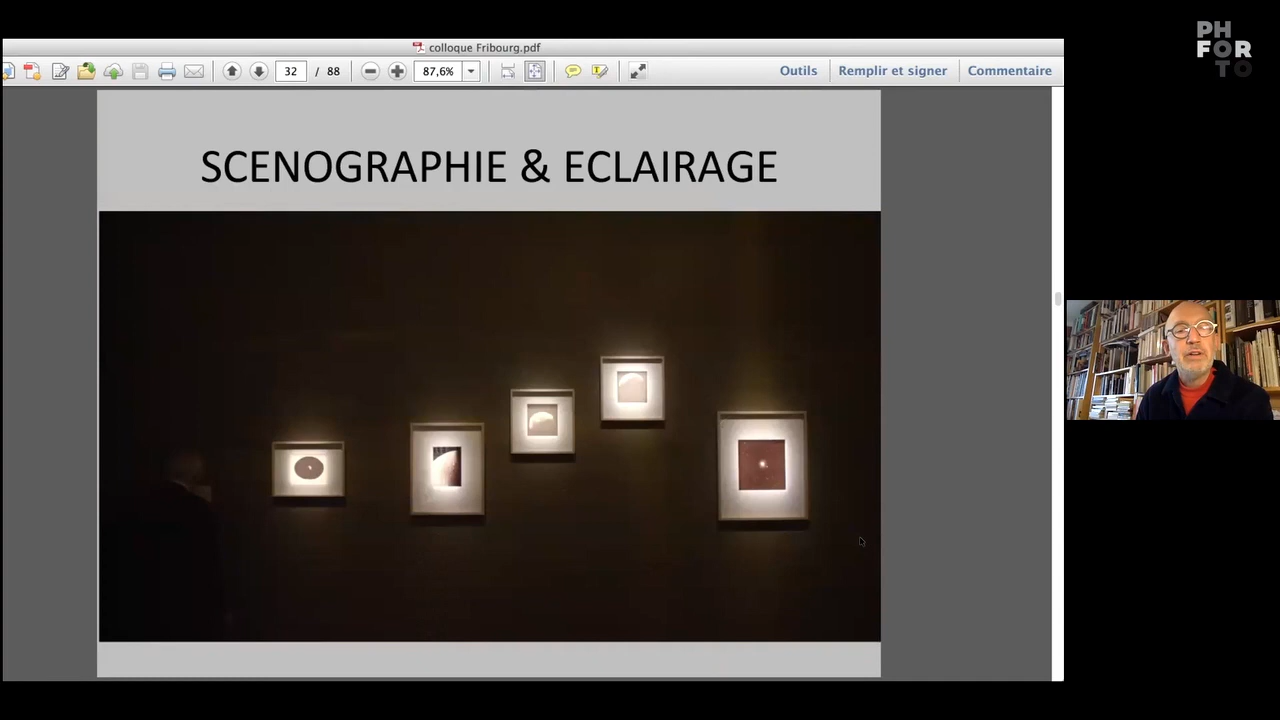 colloque Fribourg.pdf
32 / 88 87,6% Outils Remplir et signer Commentaire
SCENOGRAPHIE & ECLAIRAGE
PH
FOR
TO